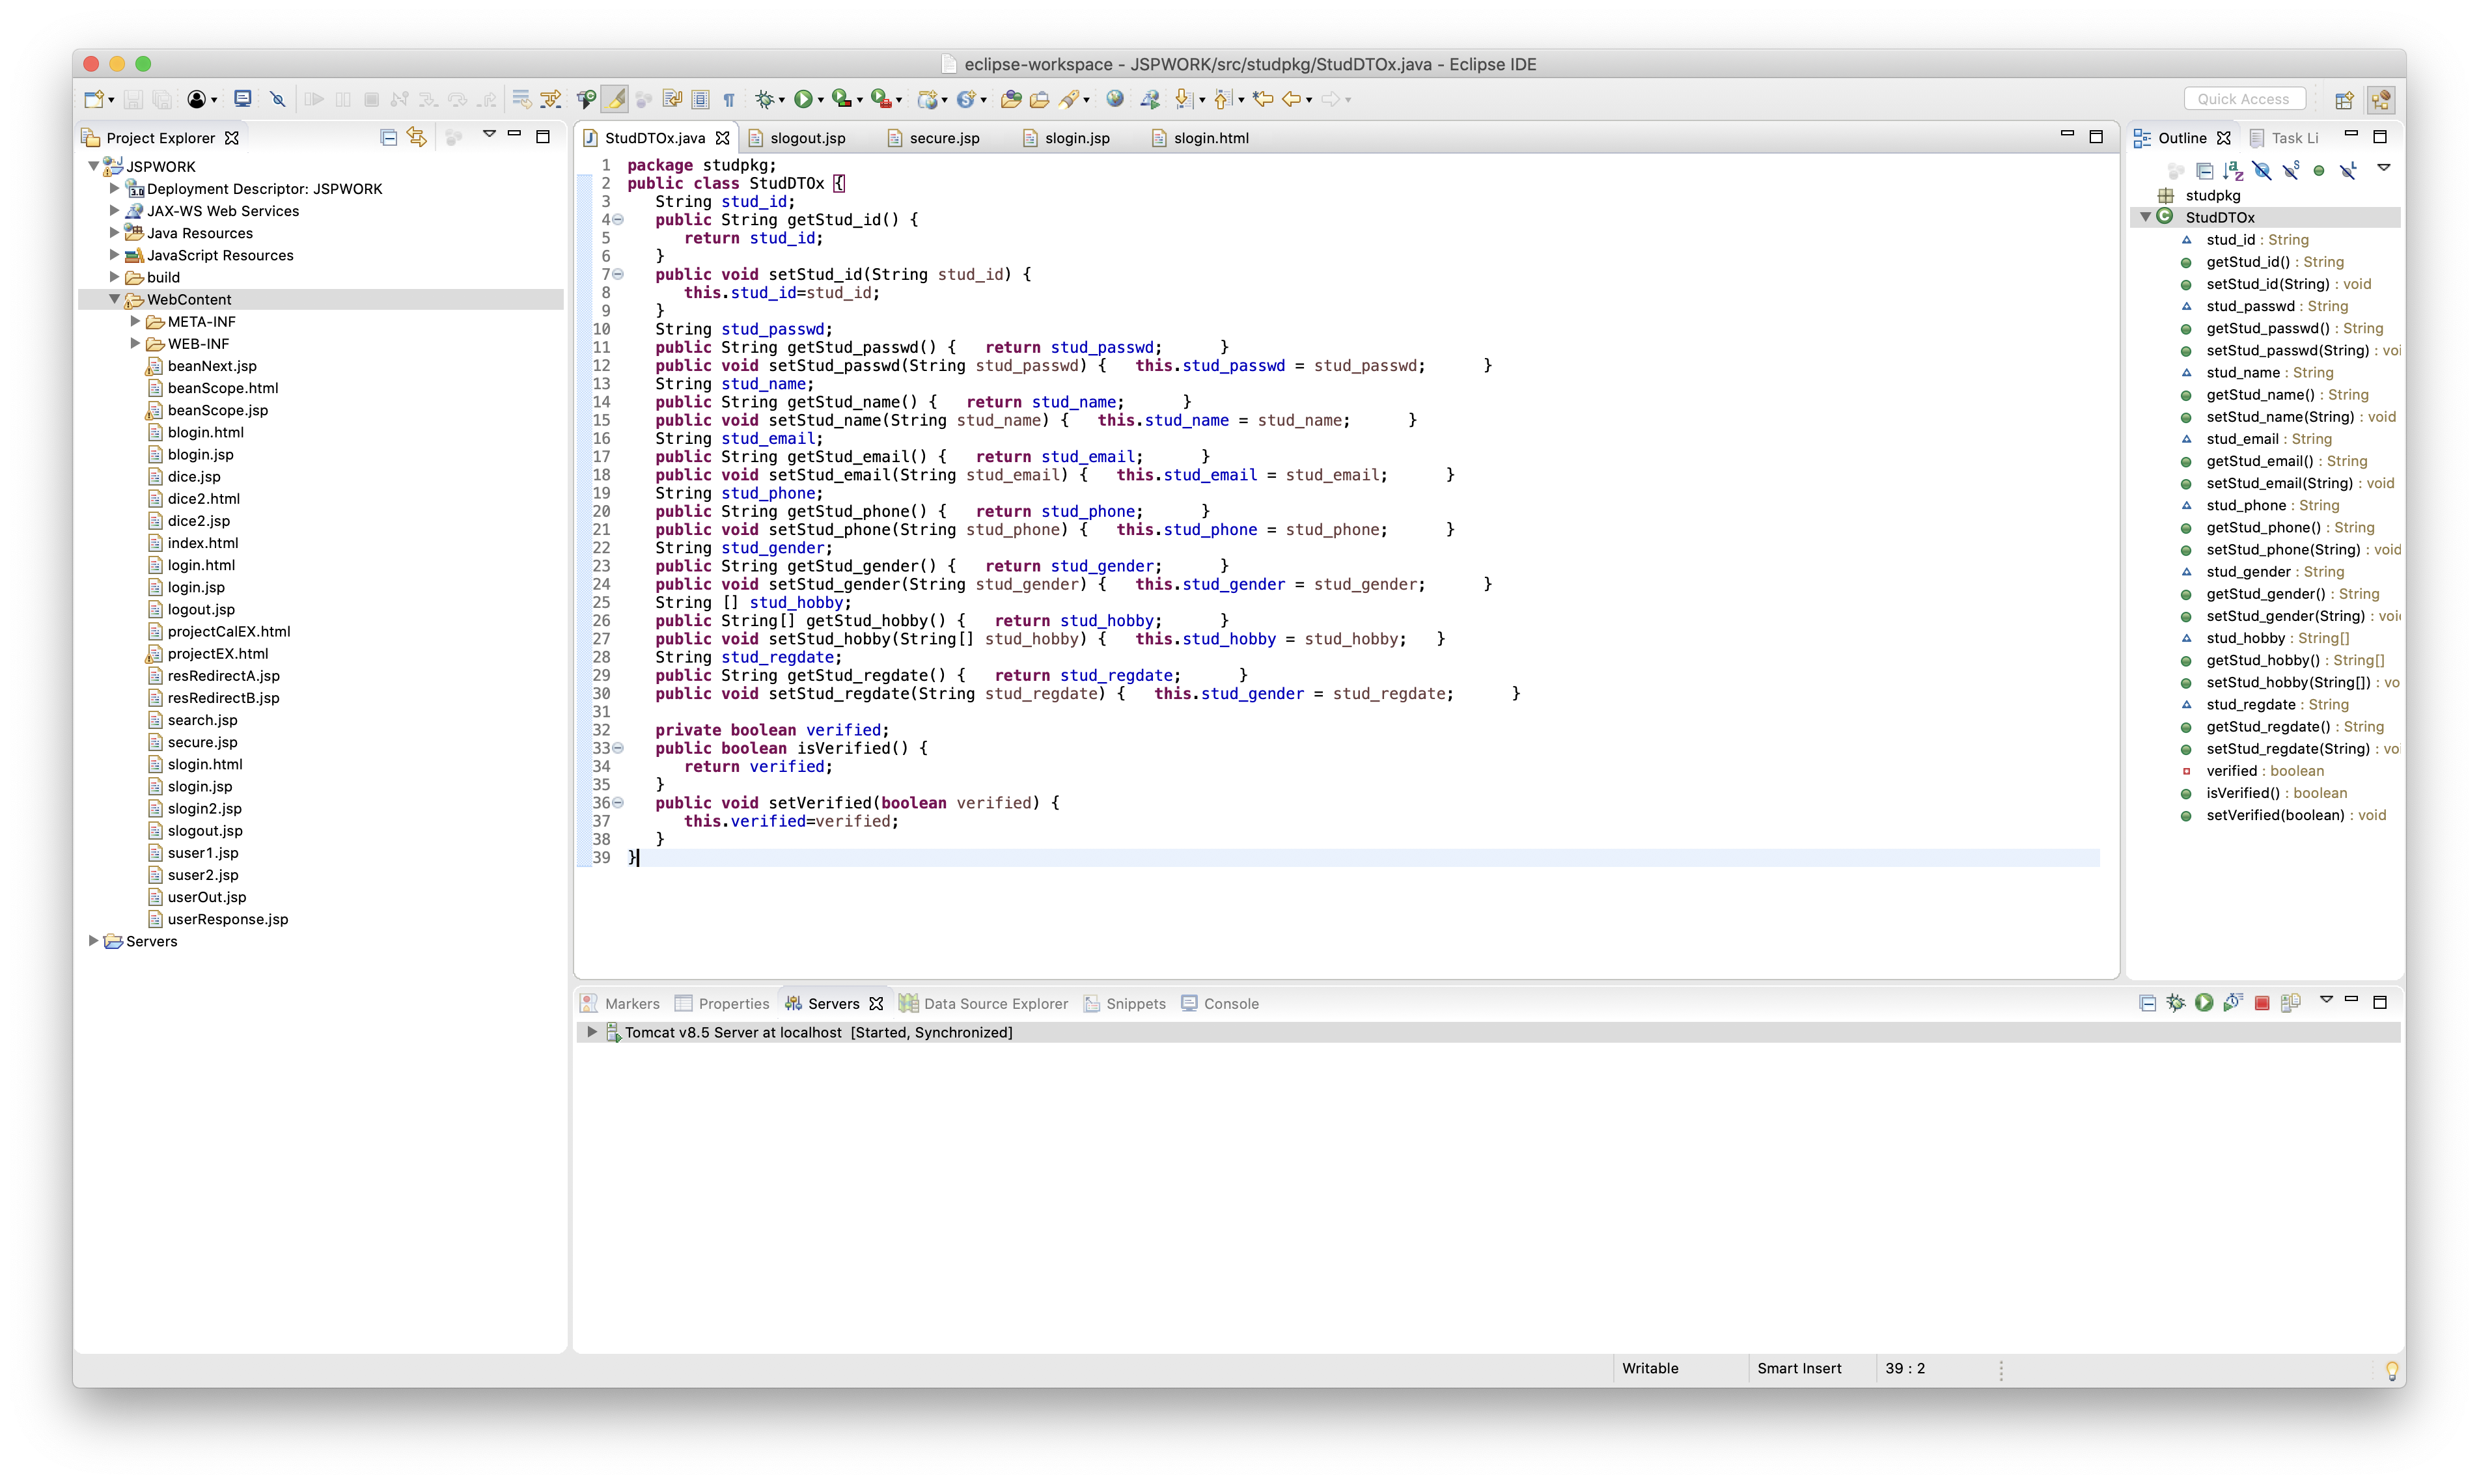 eclipse-workspace - JSPWORK/src/studpkg/StudDTOx.java - Eclipse IDE
Quick Access
Project Explorer
JSPWORK
Deployment Descriptor: JSPWORK
JAX-WS Web Services
Java Resources
JavaScript Resources
build
WebContent
META-INF
WEB-INF
beanNext.jsp
beanScope.html
beanScope.jsp
blogin.html
blogin.jsp
dice.jsp
dice2.html
dice2.jsp
index.html
login.html
login.jsp
logout.jsp
projectCalEX.html
projectEX.html
resRedirectA.jsp
resRedirectB.jsp
search.jsp
secure.jsp
slogin.html
slogin.jsp
slogin2.jsp
slogout.jsp
suser1.jsp
suser2.jsp
userOut.jsp
userResponse.jsp
Servers
StudDTOx.java slogout.jsp secure.jsp slogin.jsp slogin.html
1 package studpkg;
2 public class StudDTOx {
3 String stud_id;
4 public String getStud_id() {
5 return stud_id;
6 }
7 public void setStud_id(String stud_id) {
8 this.stud_id=stud_id;
9 }
10 String stud_passwd;
11 public String getStud_passwd() { return stud_passwd; }
12 public void setStud_passwd(String stud_passwd) { this.stud_passwd = stud_passwd; }
13 String stud_name;
14 public String getStud_name() { return stud_name; }
15 public void setStud_name(String stud_name) { this.stud_name = stud_name; }
16 String stud_email;
17 public String getStud_email() { return stud_email; }
18 public void setStud_email(String stud_email) { this.stud_email = stud_email; }
19 String stud_phone;
20 public String getStud_phone() { return stud_phone; }
21 public void setStud_phone(String stud_phone) { this.stud_phone = stud_phone; }
22 String stud_gender;
23 public String getStud_gender() { return stud_gender; }
24 public void setStud_gender(String stud_gender) { this.stud_gender = stud_gender; }
25 String [] stud_hobby;
26 public String[] getStud_hobby() { return stud_hobby; }
27 public void setStud_hobby(String[] stud_hobby) { this.stud_hobby = stud_hobby; }
28 String stud_regdate;
29 public String getStud_regdate() { return stud_regdate; }
30 public void setStud_regdate(String stud_regdate) { this.stud_gender = stud_regdate; }
31
32 private boolean verified;
33 public boolean isVerified() {
34 return verified;
35 }
36 public void setVerified(boolean verified) {
37 this.verified=verified;
38 }
39 }
Outline Task Li
studpkg
StudDTOx
stud_id : String
getStud_id() : String
setStud_id(String) : void
stud_passwd : String
getStud_passwd() : String
setStud_passwd(String) : voi
stud_name : String
getStud_name() : String
setStud_name(String) : void
stud_email : String
getStud_email() : String
setStud_email(String) : void
stud_phone : String
getStud_phone() : String
setStud_phone(String) : void
stud_gender : String
getStud_gender() : String
setStud_gender(String) : voi
stud_hobby : String[]
getStud_hobby() : String[]
setStud_hobby(String[]) : vo
stud_regdate : String
getStud_regdate() : String
setStud_regdate(String) : voi
verified : boolean
isVerified() : boolean
setVerified(boolean) : void
Markers Properties Servers Data Source Explorer Snippets Console
Tomcat v8.5 Server at localhost [Started, Synchronized]
Writable Smart Insert 39 : 2